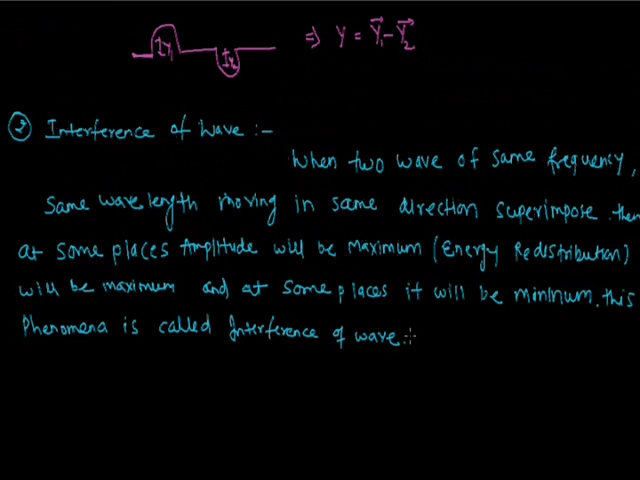 Iy₁ Iy₂ ⇒ Y = Y₁ - Y₂
② Interference of Wave :-
When two wave of same frequency,
Same wavelength moving in same direction superimpose. then
at some places Amplitude will be maximum (Energy Redistribution)
will be maximum and at some places it will be minimum. this
Phenomena is called Interference of wave.